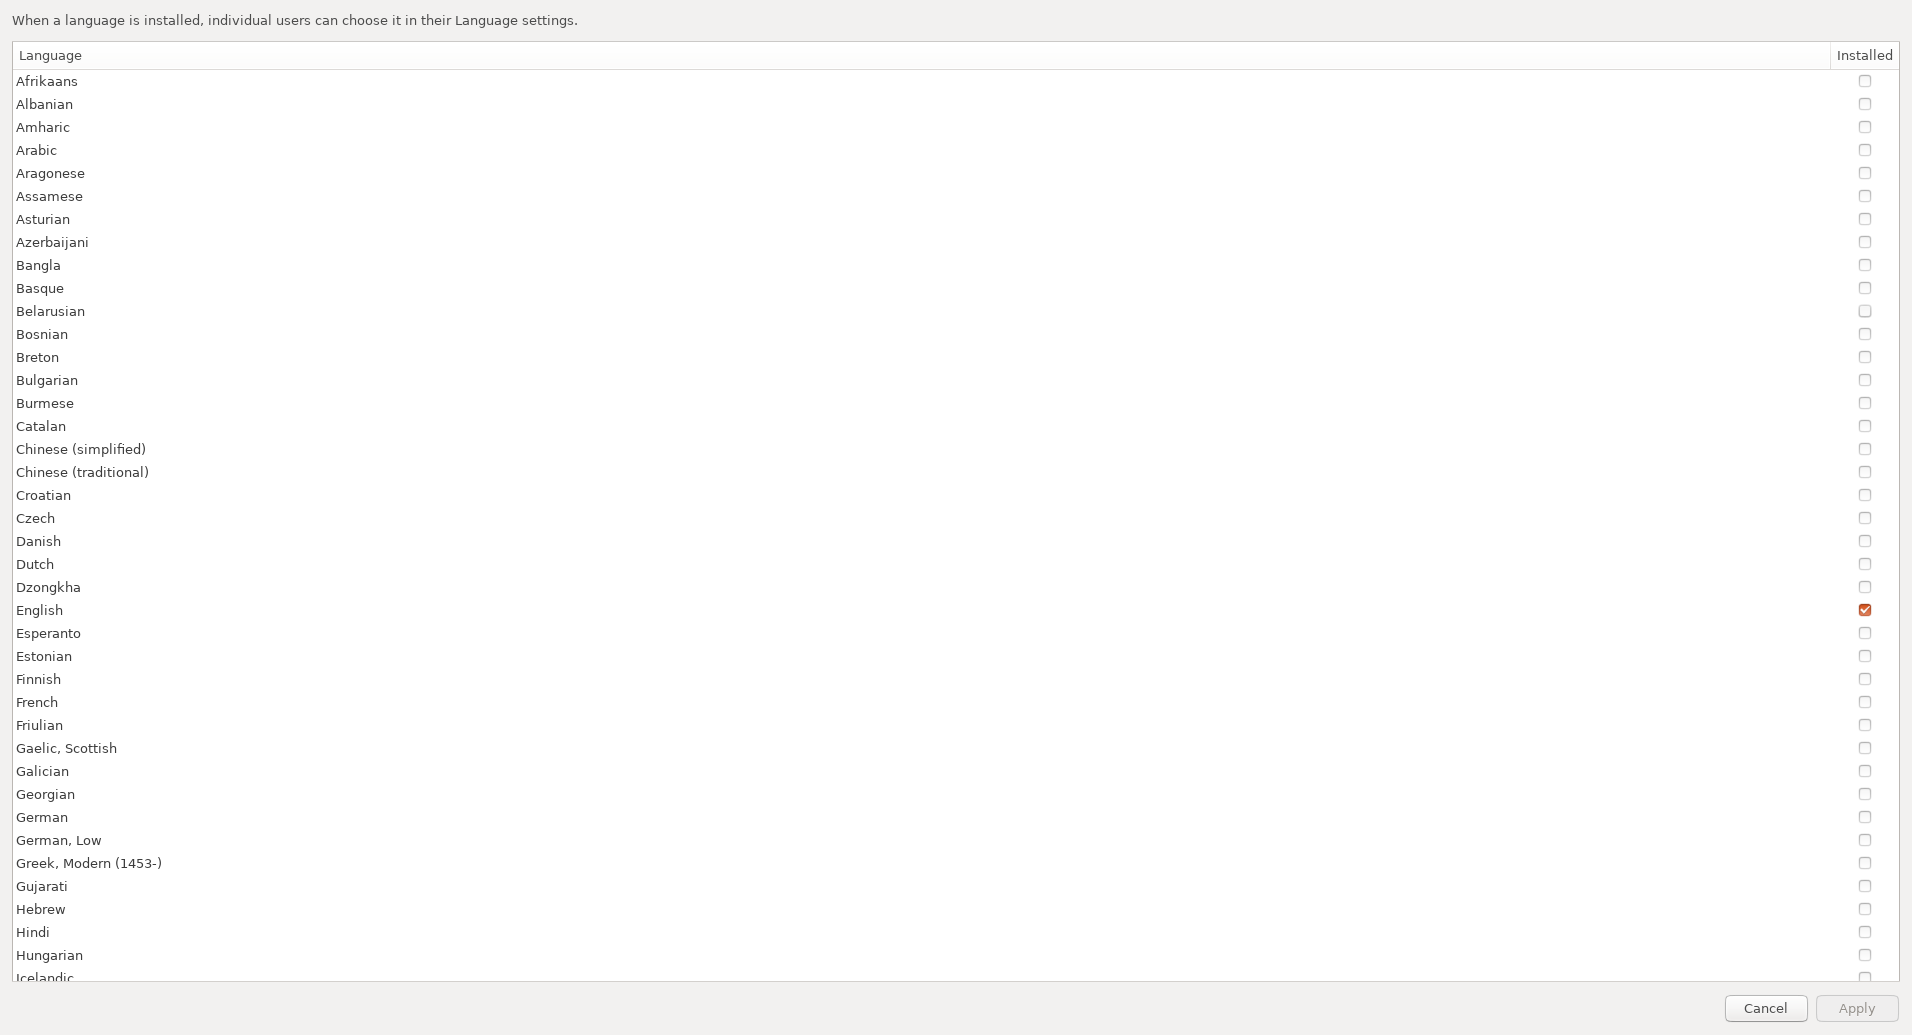 When a language is installed, individual users can choose it in their Language settings.
Language Installed
Afrikaans
Albanian
Amharic
Arabic
Aragonese
Assamese
Asturian
Azerbaijani
Bangla
Basque
Belarusian
Bosnian
Breton
Bulgarian
Burmese
Catalan
Chinese (simplified)
Chinese (traditional)
Croatian
Czech
Danish
Dutch
Dzongkha
English
Esperanto
Estonian
Finnish
French
Friulian
Gaelic, Scottish
Galician
Georgian
German
German, Low
Greek, Modern (1453-)
Gujarati
Hebrew
Hindi
Hungarian
Icelandic
Cancel Apply